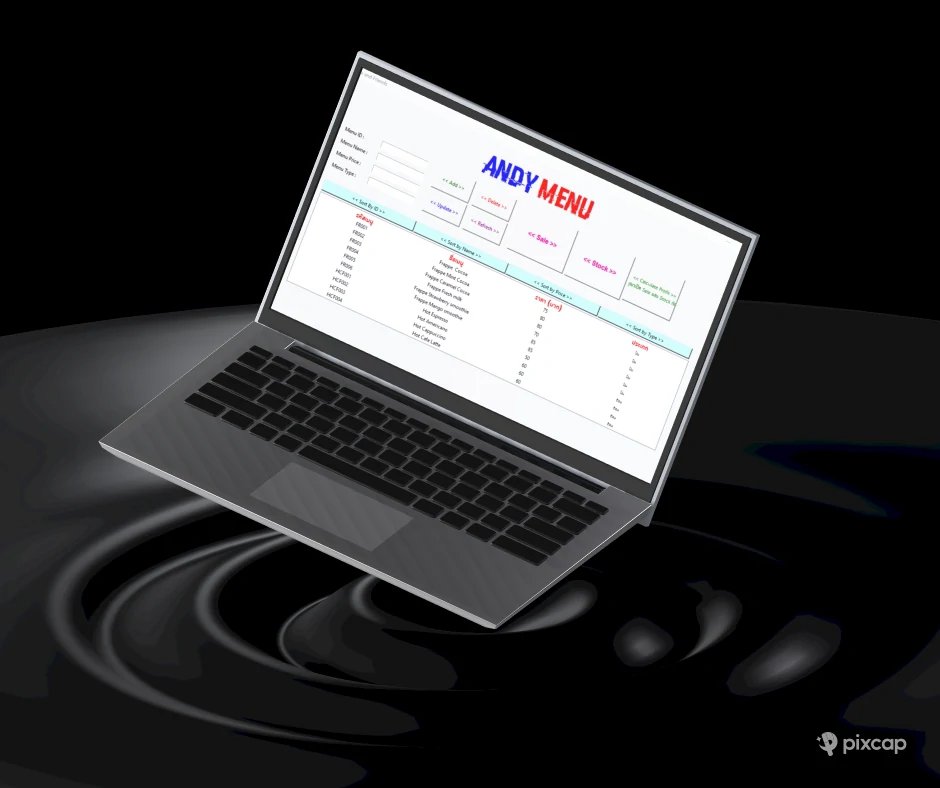 Menu ID :
Menu Name :
Menu Price :
Menu Type :
<< Add >>
<< Delete >>
<< Update >>
<< Refresh >>
ANDY MENU
<< Sale >>
<< Stock >>
<< Calculate Profit >>
<< Sort By ID >>
<< Sort by Name >>
<< Sort by Price >>
<< Sort by Type >>
รหัสเมนู ชื่อเมนู ราคา (บาท) ประเภท
FR001 Frappe Cocoa 75
FR002 Frappe Mint Cocoa 80
FR003 Frappe Caramel Cocoa 80
FR004 Frappe Fresh milk 70
FR005 Frappe Strawberry smoothie 85
FR006 Frappe Mango smoothie 85
HCF001 Hot Espresso 50
HCF002 Hot Americano 60
HCF003 Hot Cappuccino 60
HCF004 Hot Cafe Latte 60
pixcap